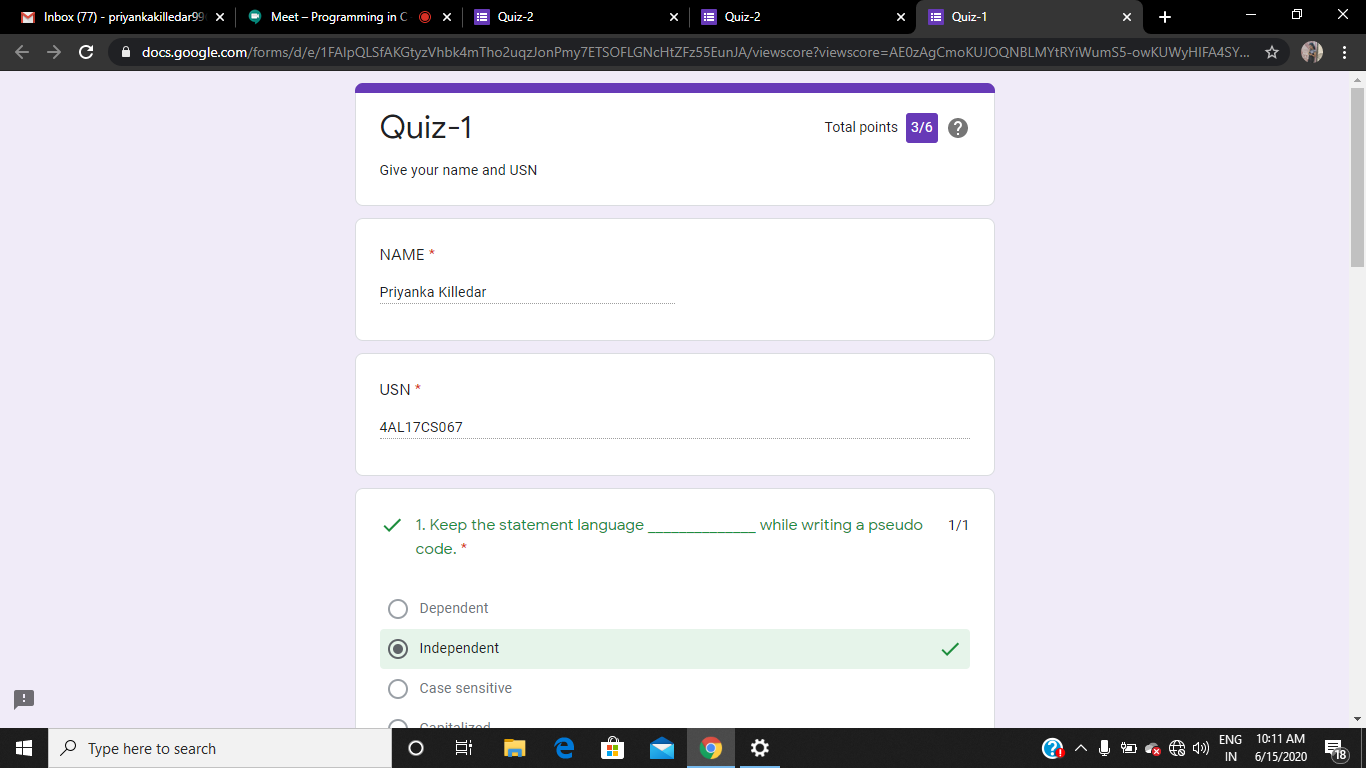 Inbox (77) - priyankakilledar99
Meet – Programming in C
Quiz-2
Quiz-2
Quiz-1
docs.google.com/forms/d/e/1FAIpQLSfAKGtyzVhbk4mTho2uqzJonPmy7ETSOFLGNcHtZFz55EunJA/viewscore?viewscore=AE0zAgCmoKUJOQNBLMYtRYiWumS5-owKUWyHIFA4SY...
Quiz-1
Total points 3/6
Give your name and USN
NAME *
Priyanka Killedar
USN *
4AL17CS067
1. Keep the statement language ______________ while writing a pseudo code. * 1/1
Dependent
Independent
Case sensitive
Capitalized
Type here to search
ENG
IN
10:11 AM
6/15/2020
18